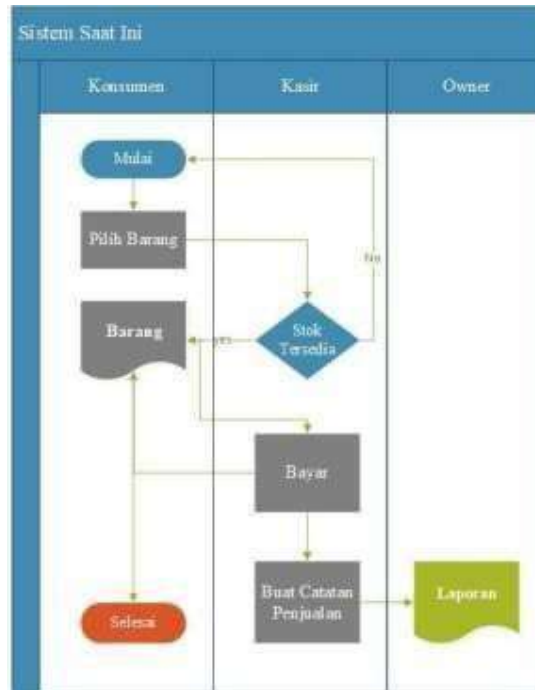 Sistem Saat Ini
Konsumen
Kasir
Owner
Mulai
Pilih Barang
No
Barang
yes
Stok
Tersedia
Bayar
Buat Catatan
Penjualan
Laporan
Selesai